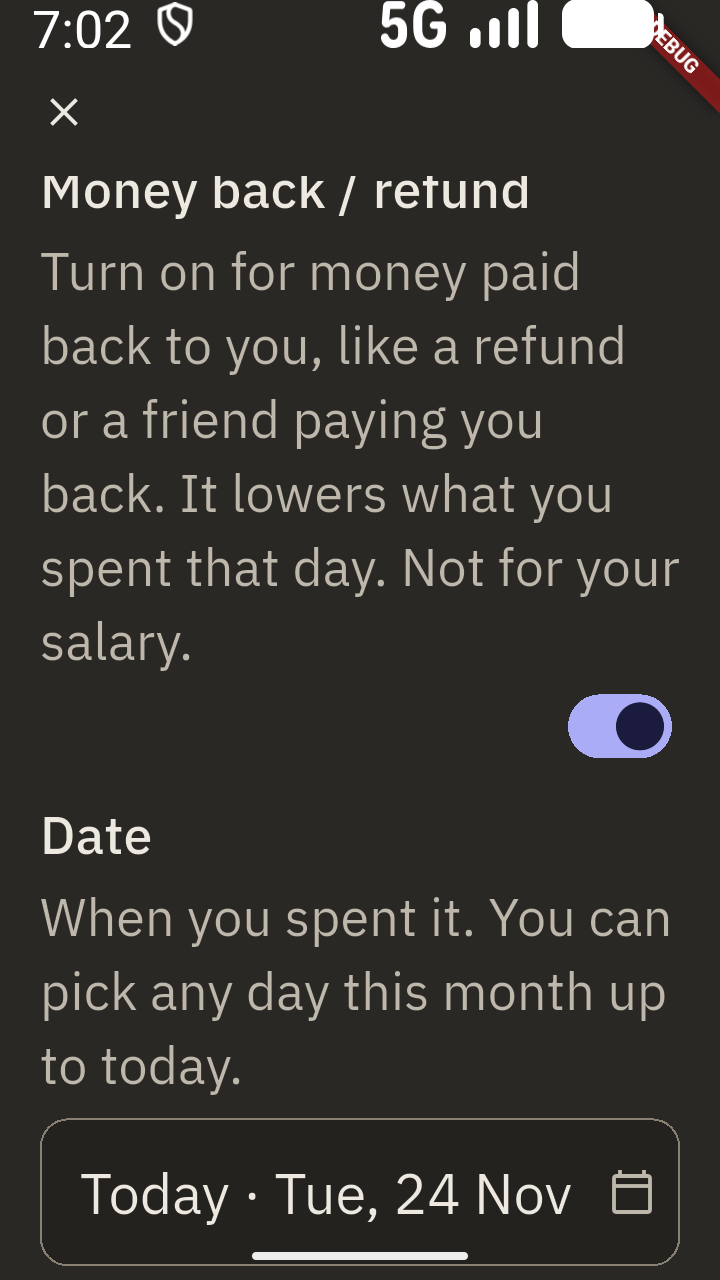 7:02
5G
DEBUG
Money back / refund
Turn on for money paid
back to you, like a refund
or a friend paying you
back. It lowers what you
spent that day. Not for your
salary.
Date
When you spent it. You can
pick any day this month up
to today.
Today · Tue, 24 Nov